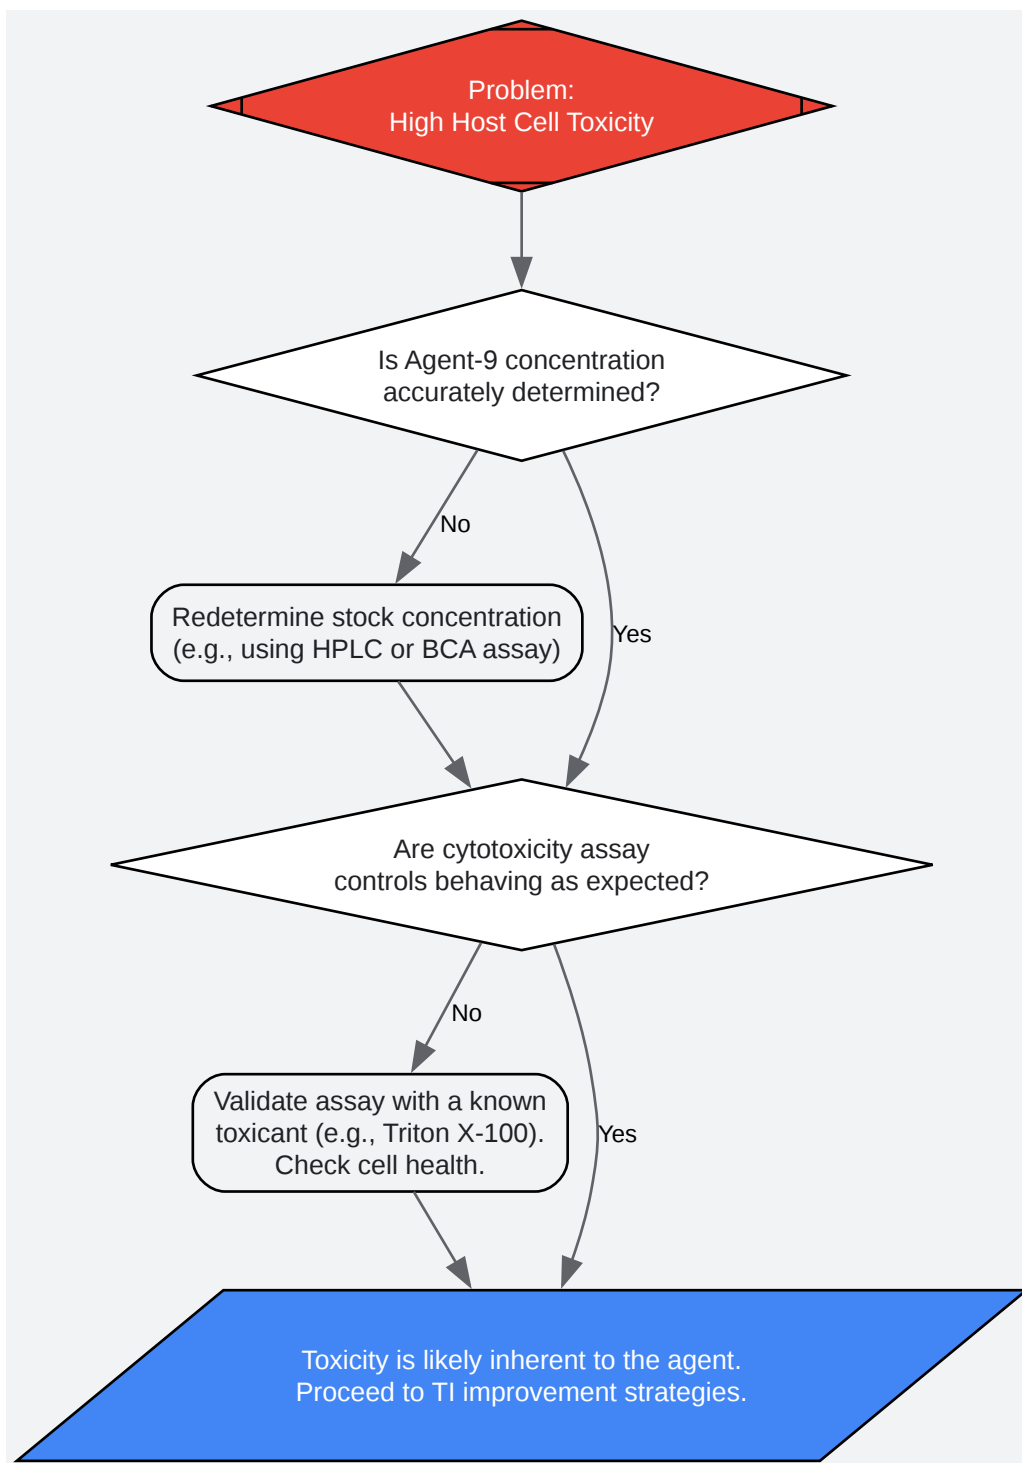 Problem:
High Host Cell Toxicity
Is Agent-9 concentration
accurately determined?
No
Redetermine stock concentration
(e.g., using HPLC or BCA assay)
Yes
Are cytotoxicity assay
controls behaving as expected?
No
Validate assay with a known
toxicant (e.g., Triton X-100).
Check cell health.
Yes
Toxicity is likely inherent to the agent.
Proceed to TI improvement strategies.